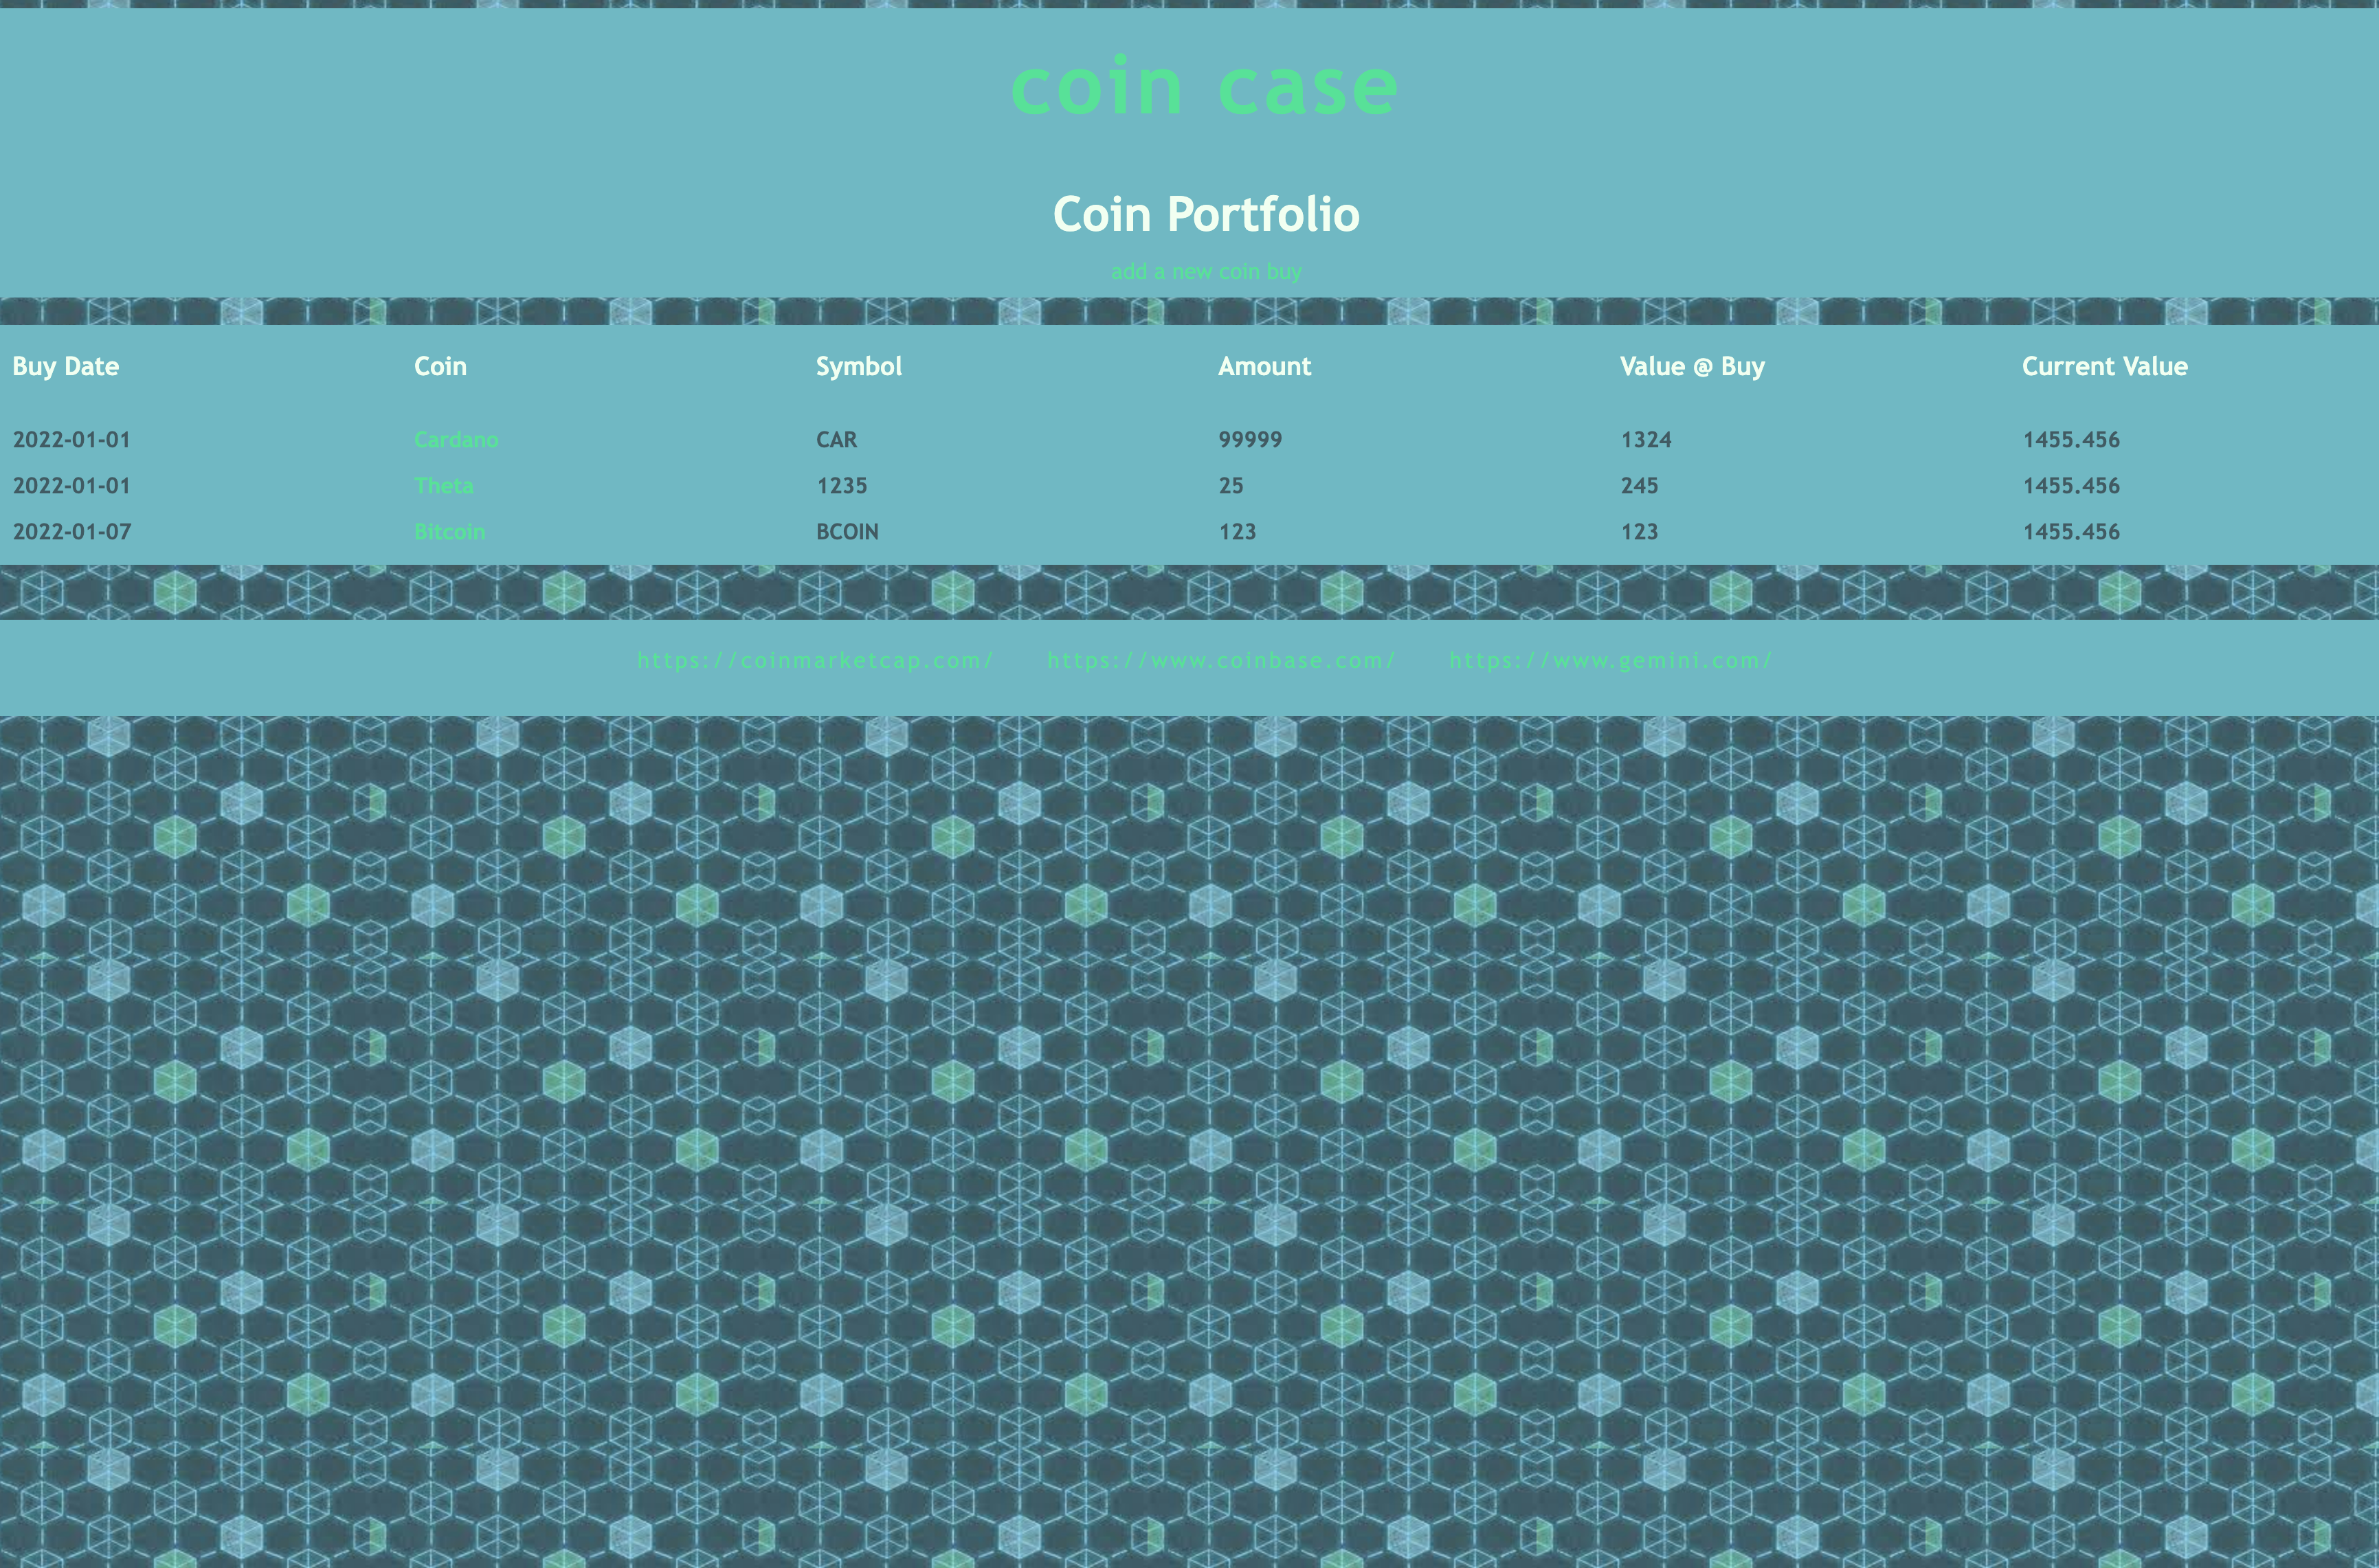 coin case
Coin Portfolio
add a new coin buy
Buy Date Coin Symbol Amount Value @ Buy Current Value
2022-01-01 Cardano CAR 99999 1324 1455.456
2022-01-01 Theta 1235 25 245 1455.456
2022-01-07 Bitcoin BCOIN 123 123 1455.456
https://coinmarketcap.com/ https://www.coinbase.com/ https://www.gemini.com/